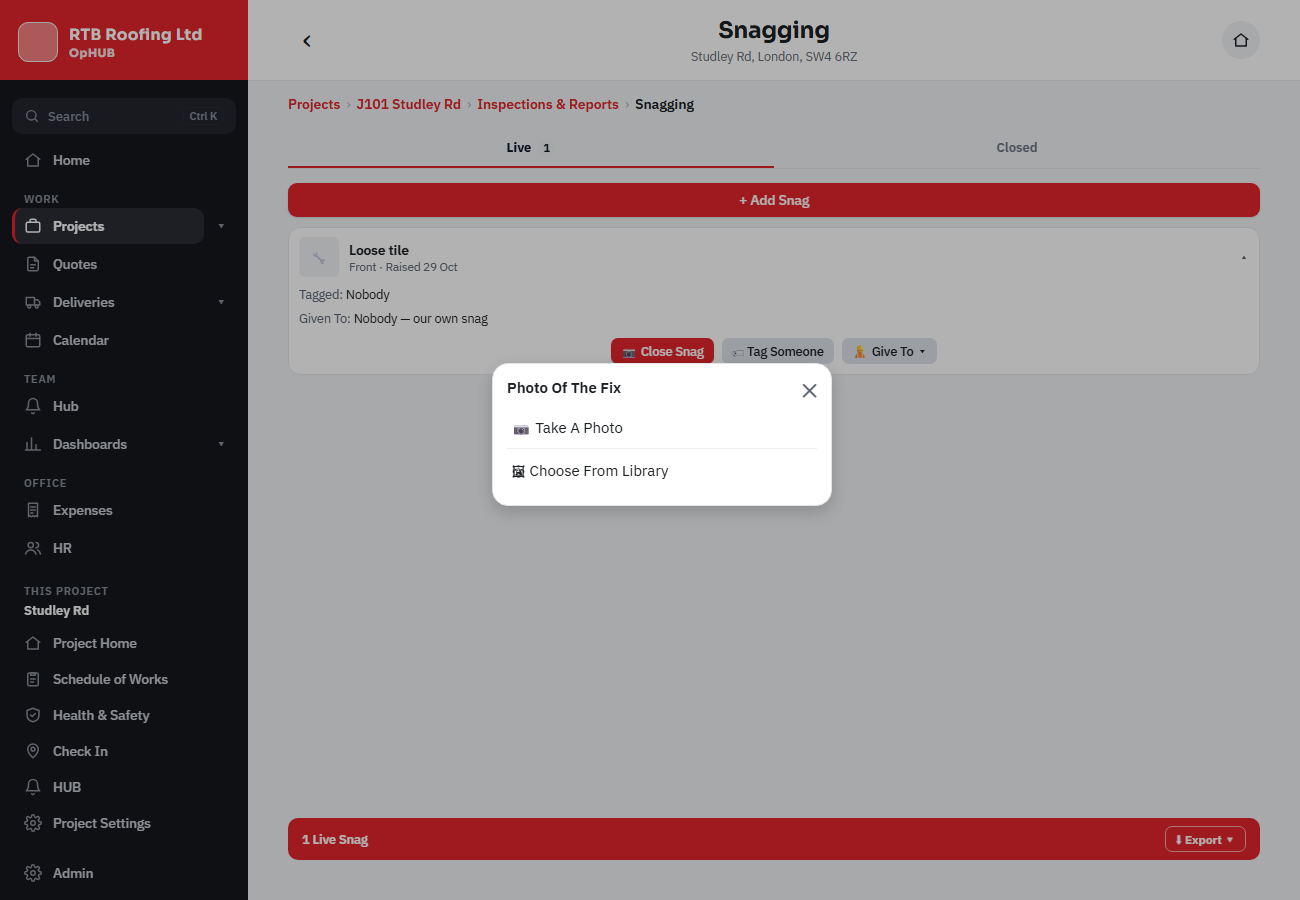 RTB Roofing Ltd
OpHUB
Search Ctrl K
Home
WORK
Projects
Quotes
Deliveries
Calendar
TEAM
Hub
Dashboards
OFFICE
Expenses
HR
THIS PROJECT
Studley Rd
Project Home
Schedule of Works
Health & Safety
Check In
HUB
Project Settings
Admin
Snagging
Studley Rd, London, SW4 6RZ
Projects › J101 Studley Rd › Inspections & Reports › Snagging
Live 1
Closed
+ Add Snag
Loose tile
Front · Raised 29 Oct
Tagged: Nobody
Given To: Nobody — our own snag
Close Snag
Tag Someone
Give To
Photo Of The Fix
Take A Photo
Choose From Library
1 Live Snag
Export